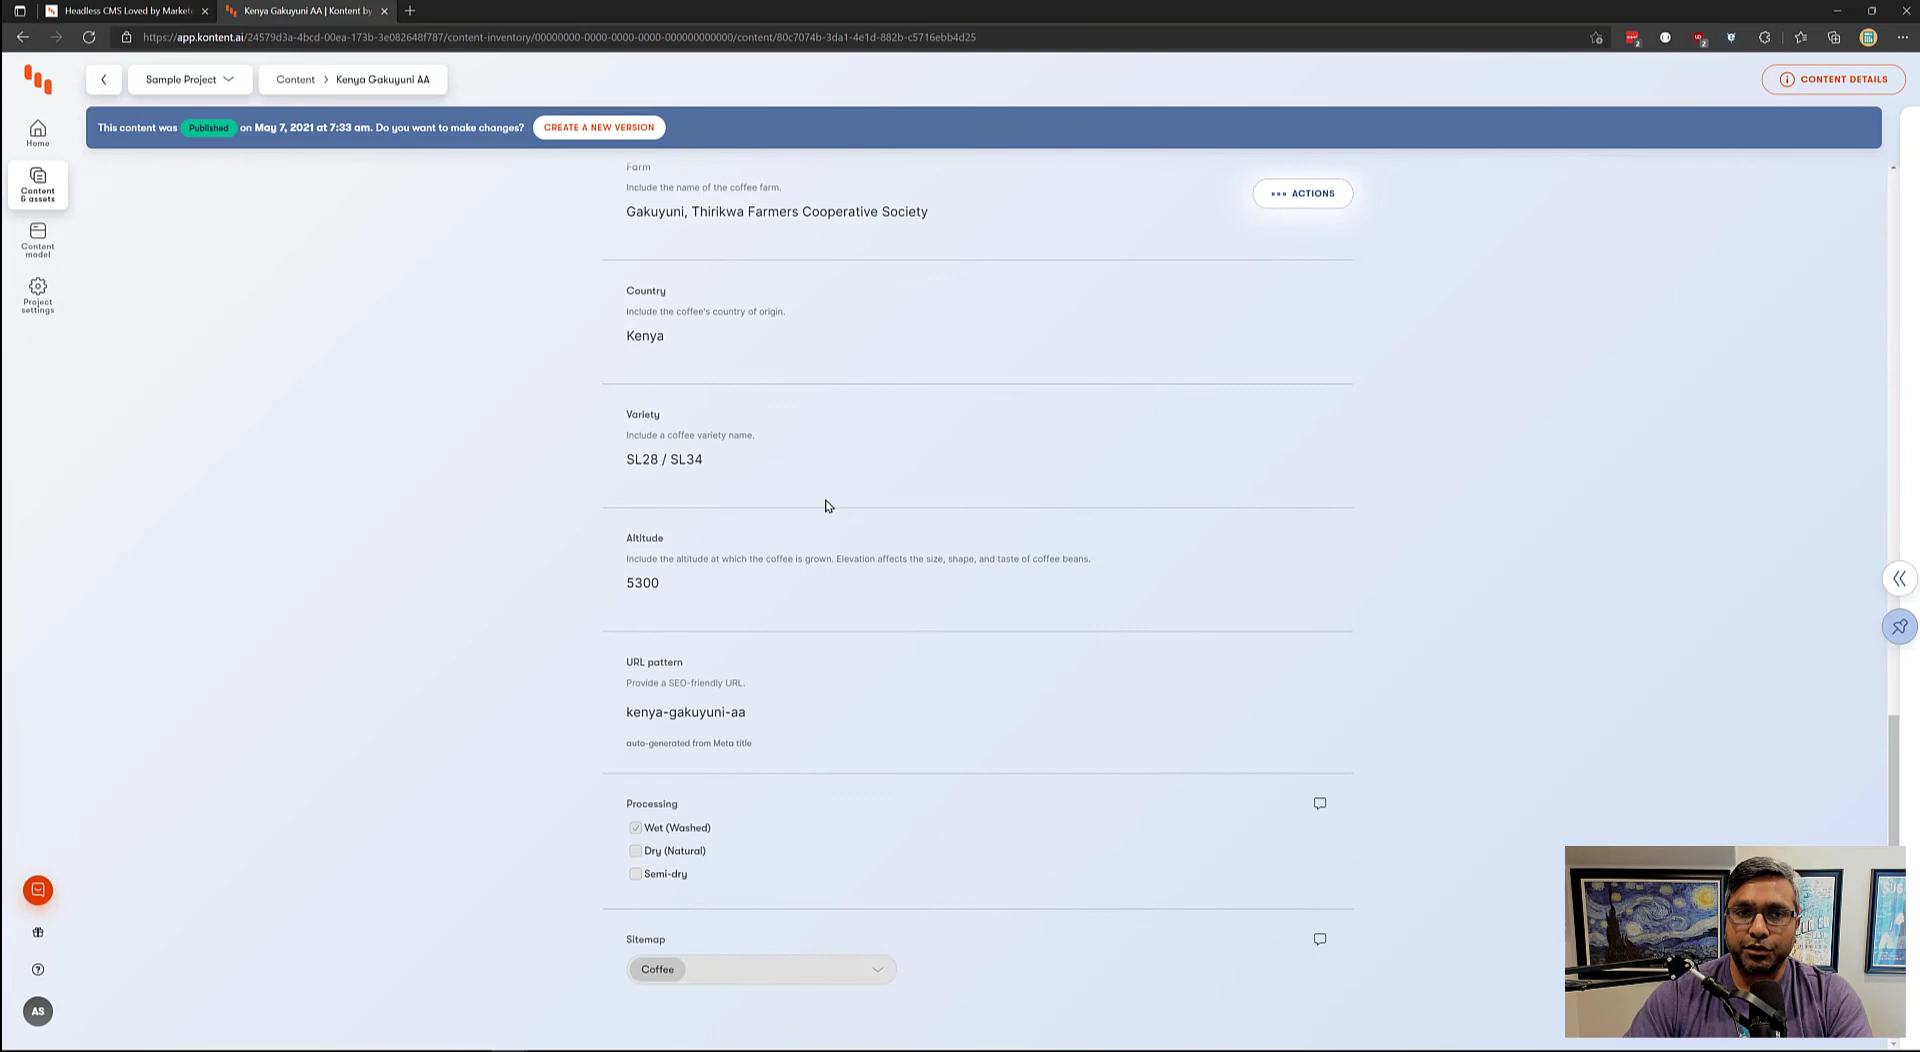 Headless CMS Loved by Market
Kenya Gakuyuni AA | Kontent by
https://app.kontent.ai/24579d3a-4bcd-00ea-173b-3e082648f787/content-inventory/00000000-0000-0000-0000-000000000000/content/80c7074b-3da1-4e1d-882b-c5716ebb4d25
2
2
Sample Project
Content > Kenya Gakuyuni AA
CONTENT DETAILS
This content was Published on May 7, 2021 at 7:33 am. Do you want to make changes? CREATE A NEW VERSION
Home
Content
& assets
Content
model
Project
settings
Farm
Include the name of the coffee farm.
Gakuyuni, Thirikwa Farmers Cooperative Society
ACTIONS
Country
Include the coffee's country of origin.
Kenya
Variety
Include a coffee variety name.
SL28 / SL34
Altitude
Include the altitude at which the coffee is grown. Elevation affects the size, shape, and taste of coffee beans.
5300
URL pattern
Provide a SEO-friendly URL.
kenya-gakuyuni-aa
auto-generated from Meta title
Processing
Wet (Washed)
Dry (Natural)
Semi-dry
Sitemap
Coffee
AS